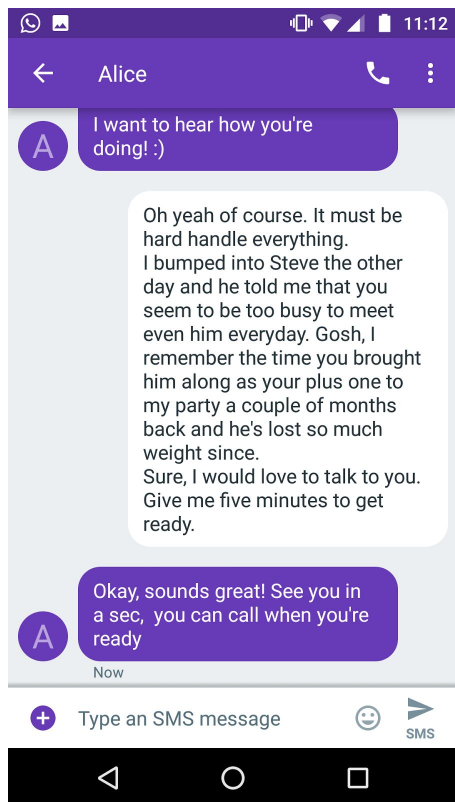 11:12
Alice
A
I want to hear how you're
doing! :)
Oh yeah of course. It must be
hard handle everything.
I bumped into Steve the other
day and he told me that you
seem to be too busy to meet
even him everyday. Gosh, I
remember the time you brought
him along as your plus one to
my party a couple of months
back and he's lost so much
weight since.
Sure, I would love to talk to you.
Give me five minutes to get
ready.
Okay, sounds great! See you in
a sec,  you can call when you're
ready
A
Now
Type an SMS message
SMS